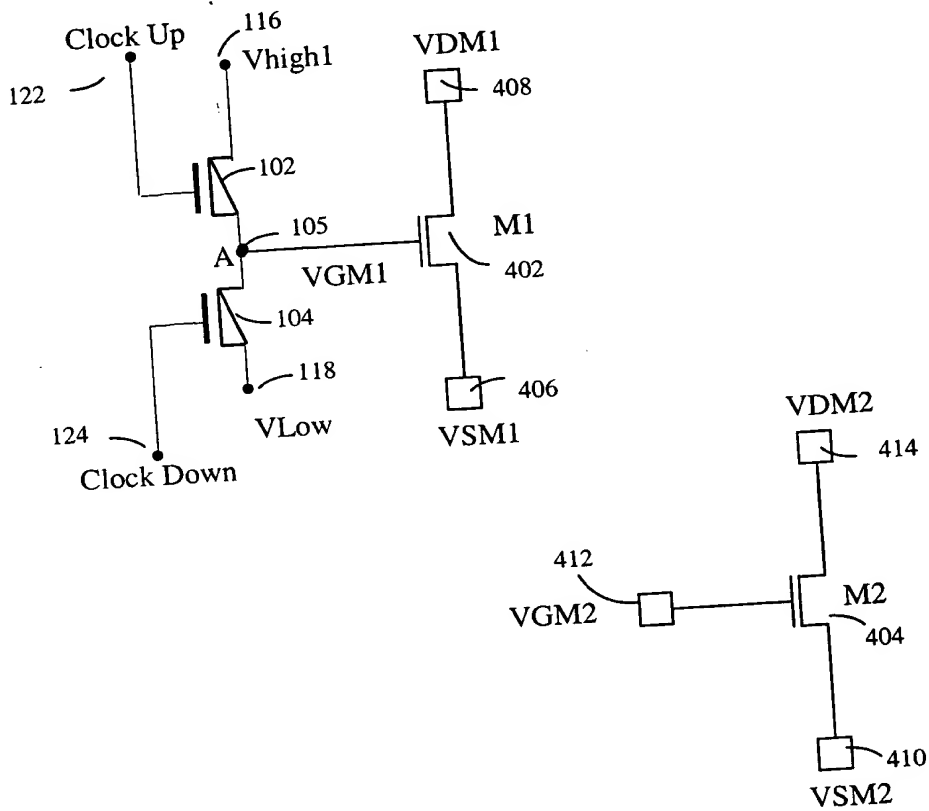 Clock Up
116
Vhigh1
122
102
105
A
VGM1
104
118
VLow
124
Clock Down
VDM1
408
M1
402
406
VSM1
VDM2
414
412
VGM2
M2
404
410
VSM2